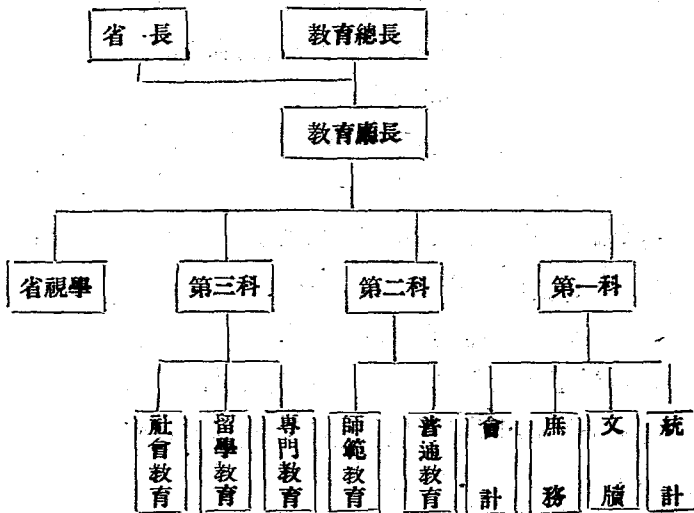 省長
教育總長
教育廳長
省視學
第三科
第二科
第一科
社會教育
留學教育
專門教育
師範教育
普通教育
會計
庶務
文牘
統計